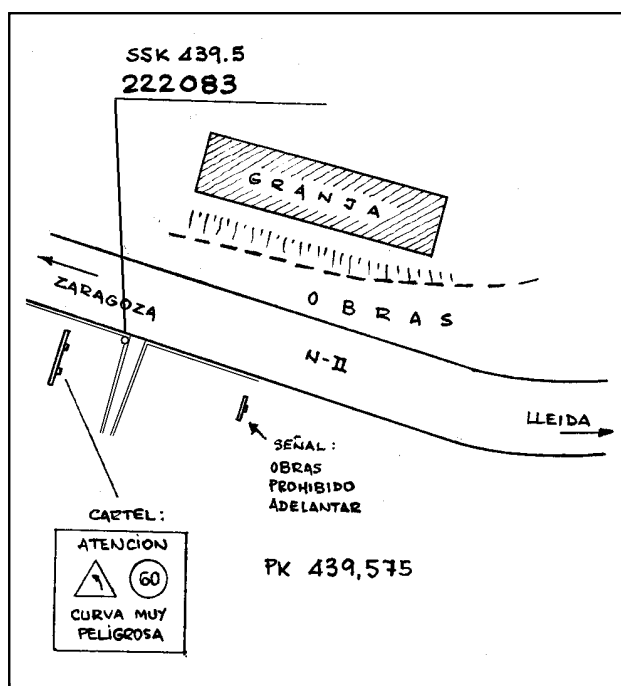 SSK 439.5
222083
GRANJA
ZARAGOZA
OBRAS
N-II
LLEIDA
SEÑAL:
OBRAS
PROHIBIDO
ADELANTAR
CARTEL:
ATENCION
60
CURVA MUY
PELIGROSA
PK 439,575